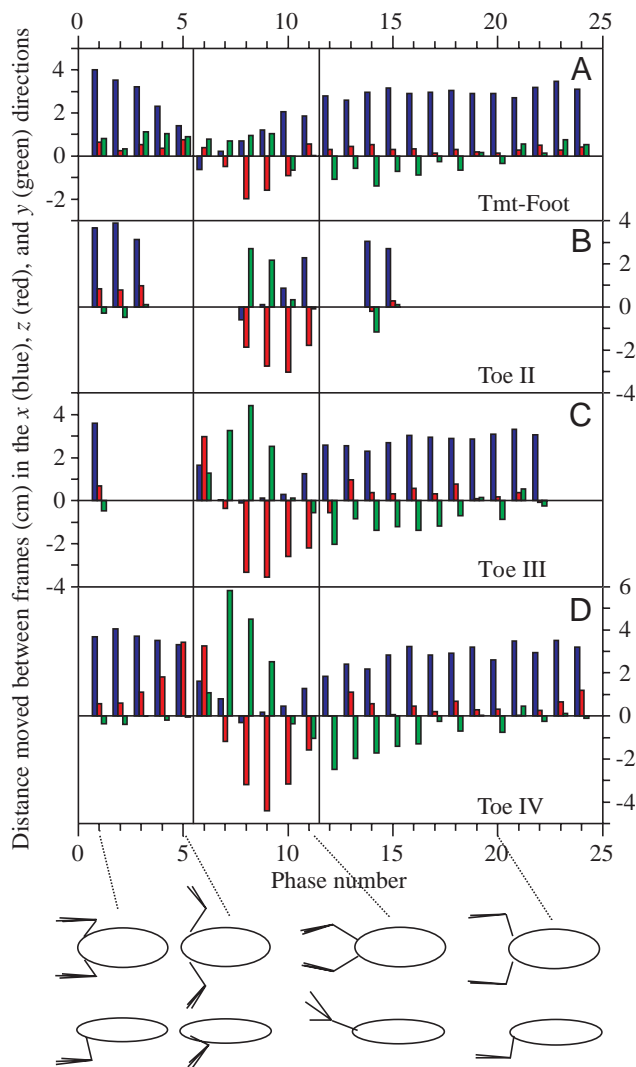 0 5 10 15 20 25
Distance moved between frames (cm) in the x (blue), z (red), and y (green) directions
4
2
0
-2
A
Tmt-Foot
4
2
0
-2
-4
B
Toe II
4
2
0
-2
-4
C
Toe III
6
4
2
0
-2
-4
D
Toe IV
0 5 10 15 20 25
Phase number